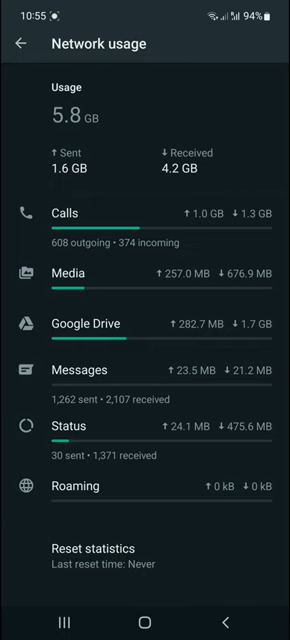 10:55 94%
Network usage
Usage
5.8 GB
↑ Sent ↓ Received
1.6 GB 4.2 GB
Calls ↑ 1.0 GB ↓ 1.3 GB
608 outgoing • 374 incoming
Media ↑ 257.0 MB ↓ 676.9 MB
Google Drive ↑ 282.7 MB ↓ 1.7 GB
Messages ↑ 23.5 MB ↓ 21.2 MB
1,262 sent • 2,107 received
Status ↑ 24.1 MB ↓ 475.6 MB
30 sent • 1,371 received
Roaming ↑ 0 kB ↓ 0 kB
Reset statistics
Last reset time: Never